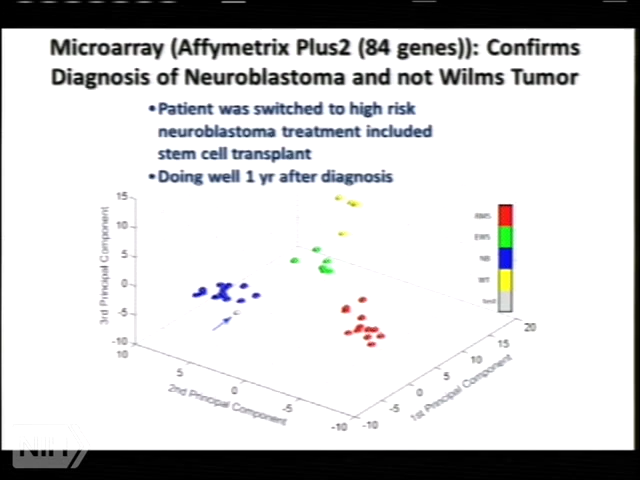 Microarray (Affymetrix Plus2 (84 genes)): Confirms
Diagnosis of Neuroblastoma and not Wilms Tumor
•Patient was switched to high risk
neuroblastoma treatment included
stem cell transplant
•Doing well 1 yr after diagnosis
15
10
5
0
-5
-10
3rd Principal Component
10
5
0
-5
-10
2nd Principal Component
-10
-5
0
5
10
15
20
1st Principal Component
RMS
EWS
NB
WT
test
NIH